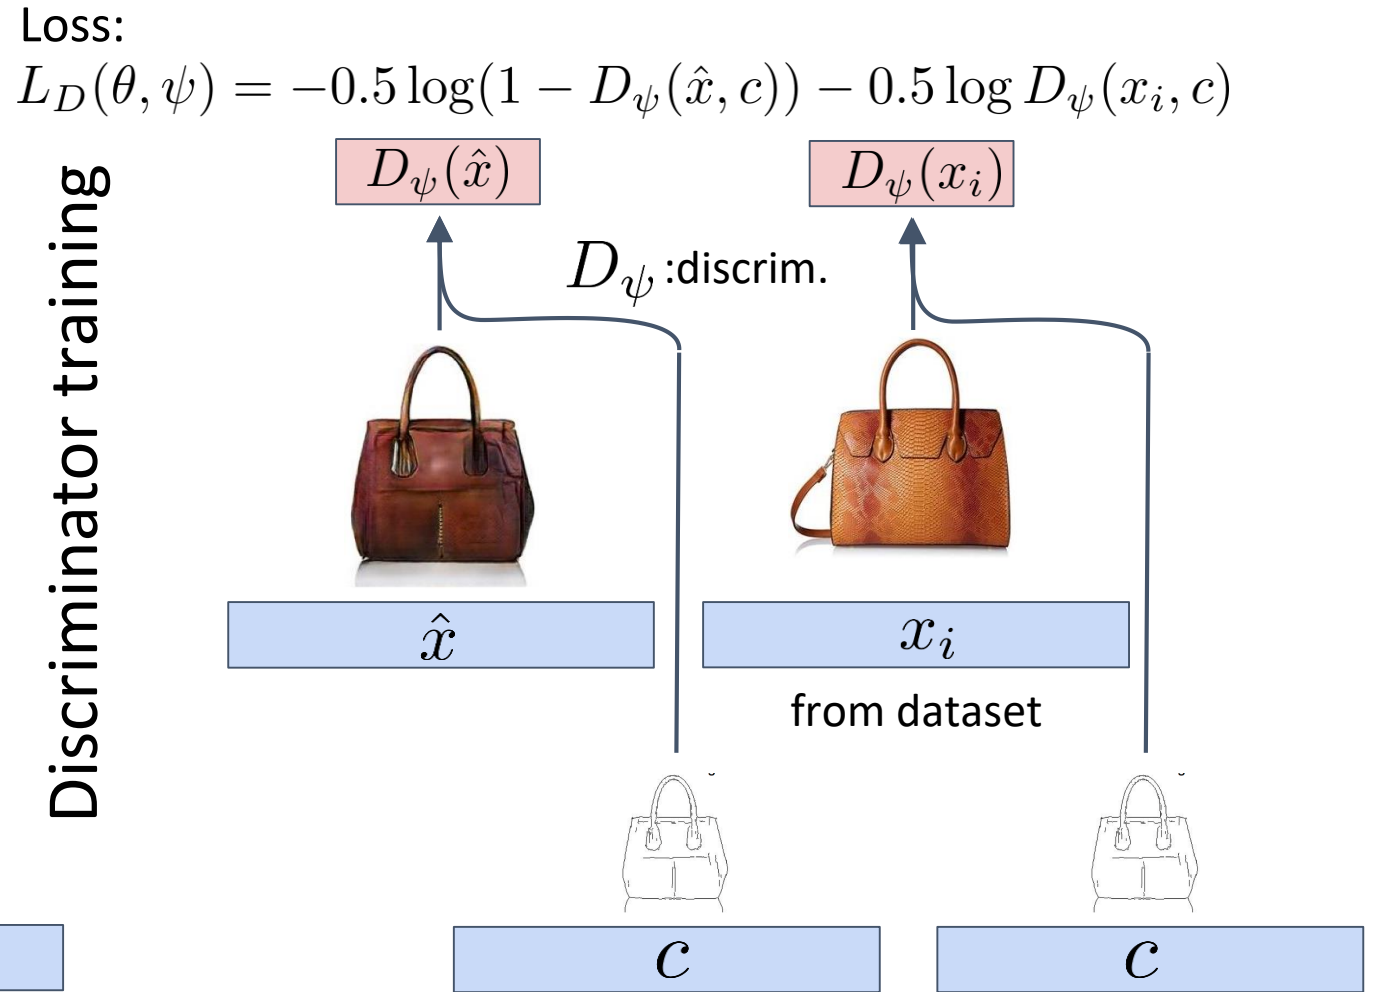 Loss:
L_D(θ, ψ) = −0.5 log(1 − D_ψ(x̂, c)) − 0.5 log D_ψ(x_i, c)
Discriminator training
D_ψ(x̂)
D_ψ(x_i)
D_ψ :discrim.
x̂
x_i
from dataset
c
c